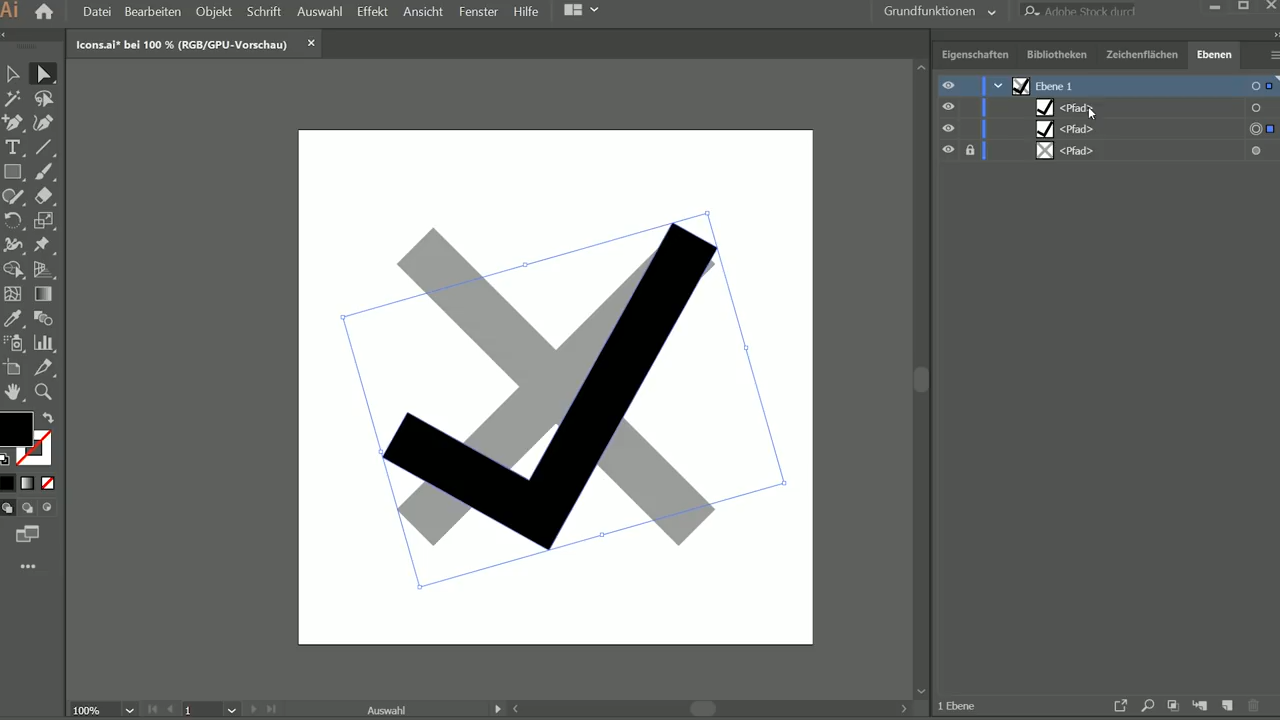 Ai
Datei Bearbeiten Objekt Schrift Auswahl Effekt Ansicht Fenster Hilfe
Grundfunktionen
Adobe Stock durcl
Icons.ai* bei 100 % (RGB/GPU-Vorschau) ×
Eigenschaften Bibliotheken Zeichenflächen Ebenen
Ebene 1
<Pfad>
<Pfad>
<Pfad>
100% 1 Auswahl
1 Ebene